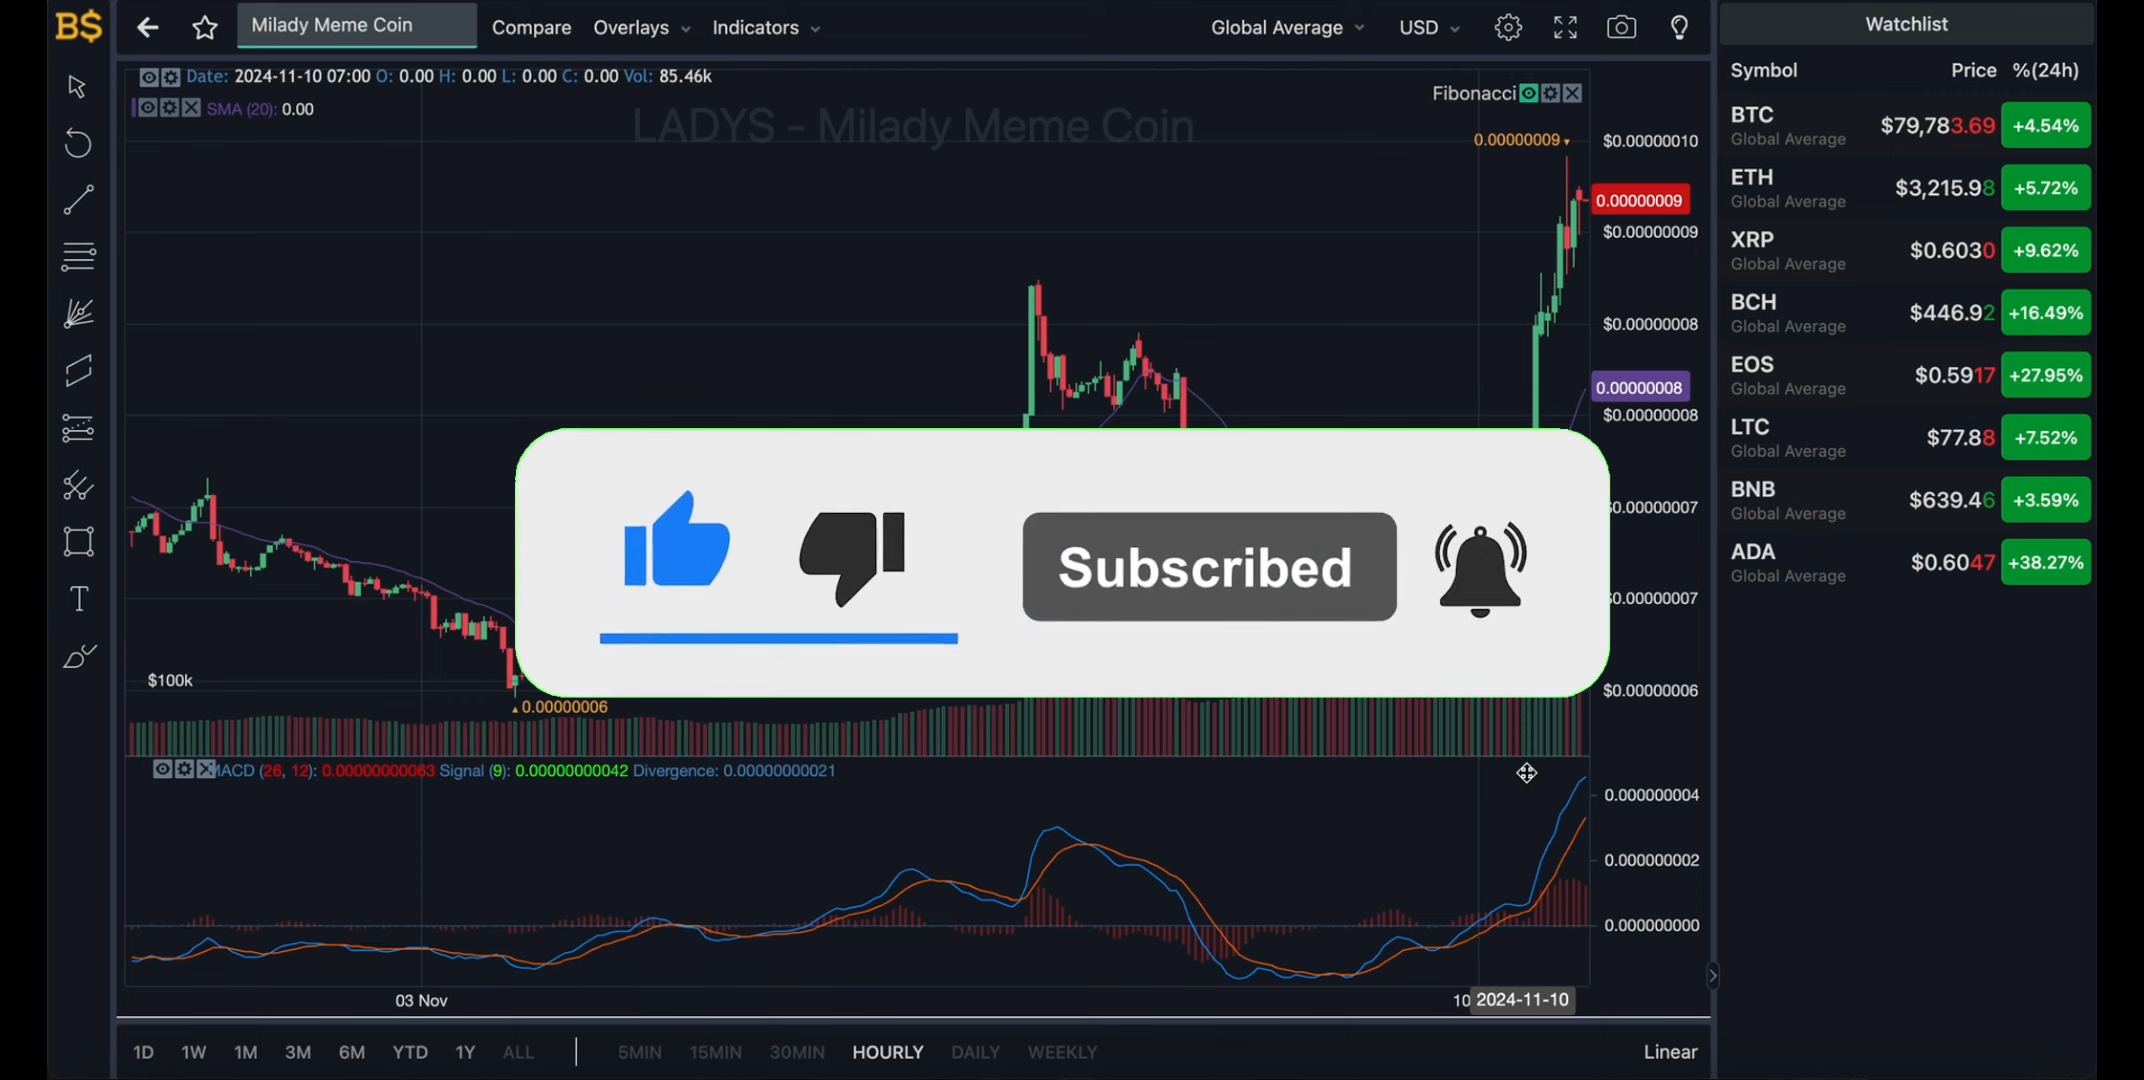 B$
Milady Meme Coin
Compare
Overlays
Indicators
Global Average
USD
Date: 2024-11-10 07:00 O: 0.00 H: 0.00 L: 0.00 C: 0.00 Vol: 85.46k
SMA (20): 0.00
LADYS - Milady Meme Coin
Fibonacci
0.00000009
$0.00000010
0.00000009
$0.00000009
$0.00000008
0.00000008
$0.00000008
$0.00000007
$0.00000007
$0.00000006
Subscribed
$100k
0.00000006
MACD (26, 12): 0.00000000063 Signal (9): 0.00000000042 Divergence: 0.00000000021
0.000000004
0.000000002
0.000000000
03 Nov
10
2024-11-10
1D 1W 1M 3M 6M YTD 1Y ALL
5MIN 15MIN 30MIN HOURLY DAILY WEEKLY
Linear
Watchlist
Symbol Price %(24h)
BTC $79,783.69 +4.54%
Global Average
ETH $3,215.98 +5.72%
Global Average
XRP $0.6030 +9.62%
Global Average
BCH $446.92 +16.49%
Global Average
EOS $0.5917 +27.95%
Global Average
LTC $77.88 +7.52%
Global Average
BNB $639.46 +3.59%
Global Average
ADA $0.6047 +38.27%
Global Average